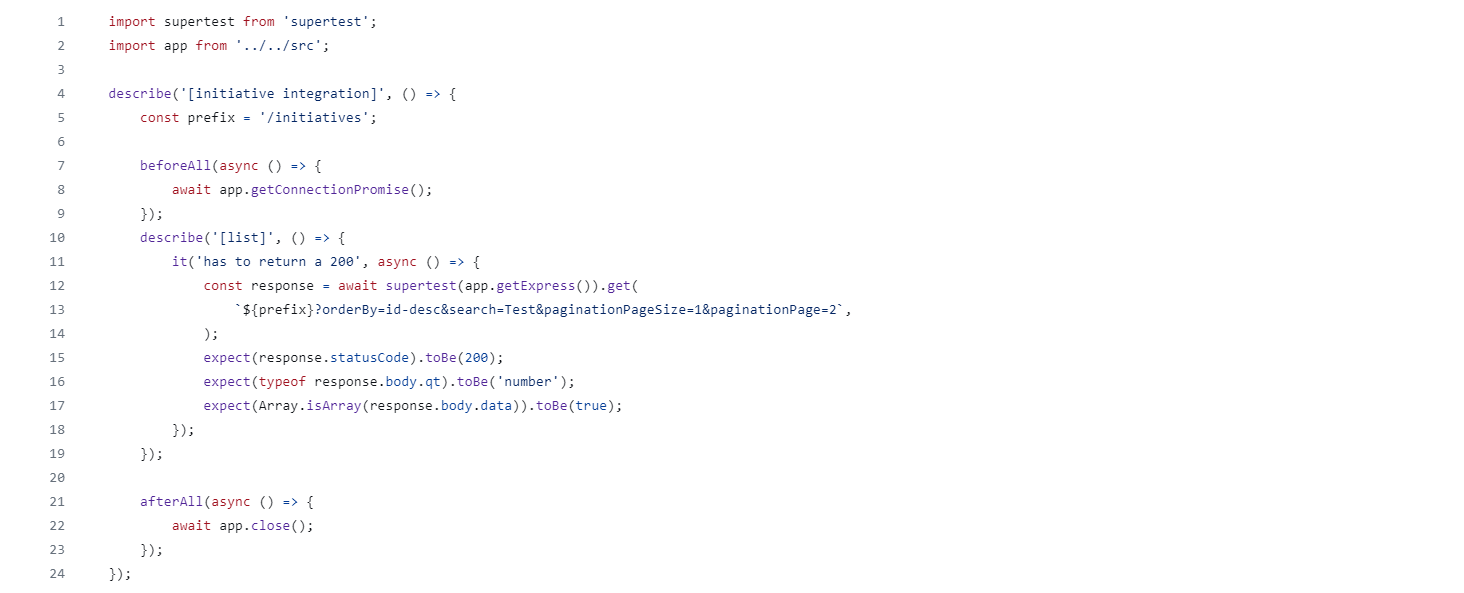 1 import supertest from 'supertest';
2 import app from '../../src';
3
4 describe('[initiative integration]', () => {
5     const prefix = '/initiatives';
6
7     beforeAll(async () => {
8         await app.getConnectionPromise();
9     });
10     describe('[list]', () => {
11         it('has to return a 200', async () => {
12             const response = await supertest(app.getExpress()).get(
13                 `${prefix}?orderBy=id-desc&search=Test&paginationPageSize=1&paginationPage=2`,
14             );
15             expect(response.statusCode).toBe(200);
16             expect(typeof response.body.qt).toBe('number');
17             expect(Array.isArray(response.body.data)).toBe(true);
18         });
19     });
20
21     afterAll(async () => {
22         await app.close();
23     });
24 });